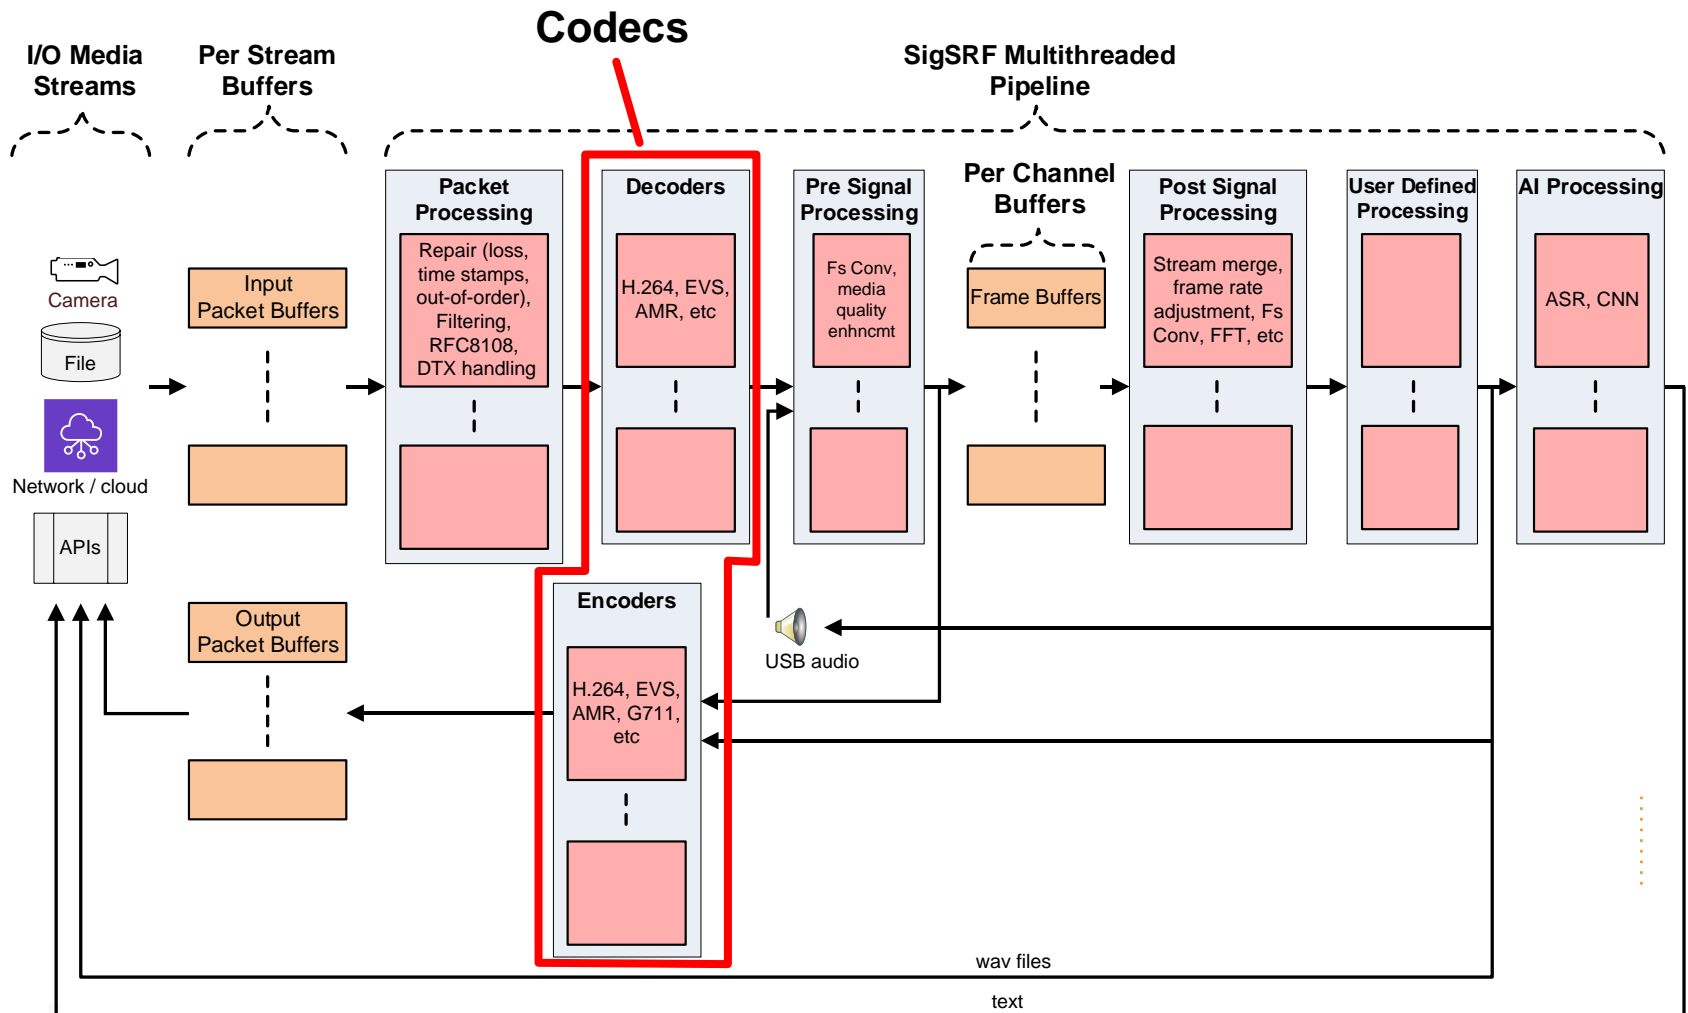 Codecs
I/O Media
Streams
Per Stream
Buffers
SigSRF Multithreaded
Pipeline
Packet
Processing
Repair (loss,
time stamps,
out-of-order),
Filtering,
RFC8108,
DTX handling
Decoders
H.264, EVS,
AMR, etc
Pre Signal
Processing
Fs Conv,
media
quality
enhncmt
Per Channel
Buffers
Frame Buffers
Post Signal
Processing
Stream merge,
frame rate
adjustment, Fs
Conv, FFT, etc
User Defined
Processing
AI Processing
ASR, CNN
Camera
File
Network / cloud
APIs
Input
Packet Buffers
Output
Packet Buffers
Encoders
H.264, EVS,
AMR, G711,
etc
USB audio
wav files
text